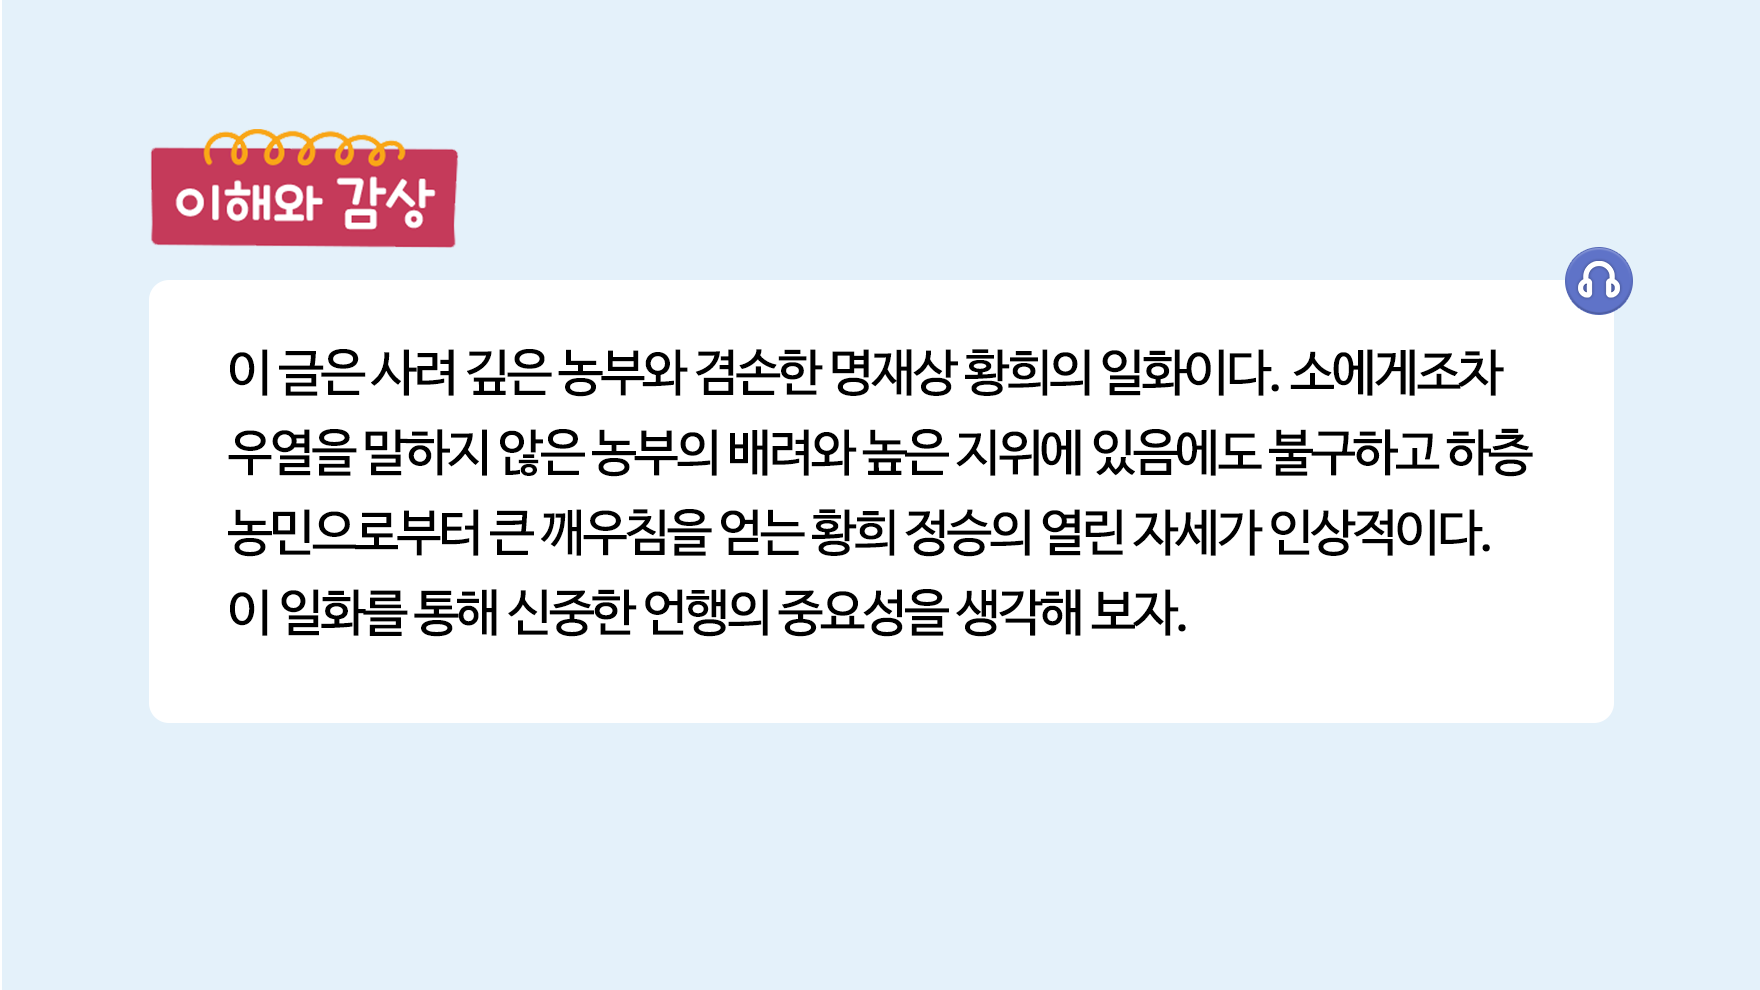 이해와 감상
이 글은 사려 깊은 농부와 겸손한 명재상 황희의 일화이다. 소에게조차
우열을 말하지 않은 농부의 배려와 높은 지위에 있음에도 불구하고 하층
농민으로부터 큰 깨우침을 얻는 황희 정승의 열린 자세가 인상적이다.
이 일화를 통해 신중한 언행의 중요성을 생각해 보자.